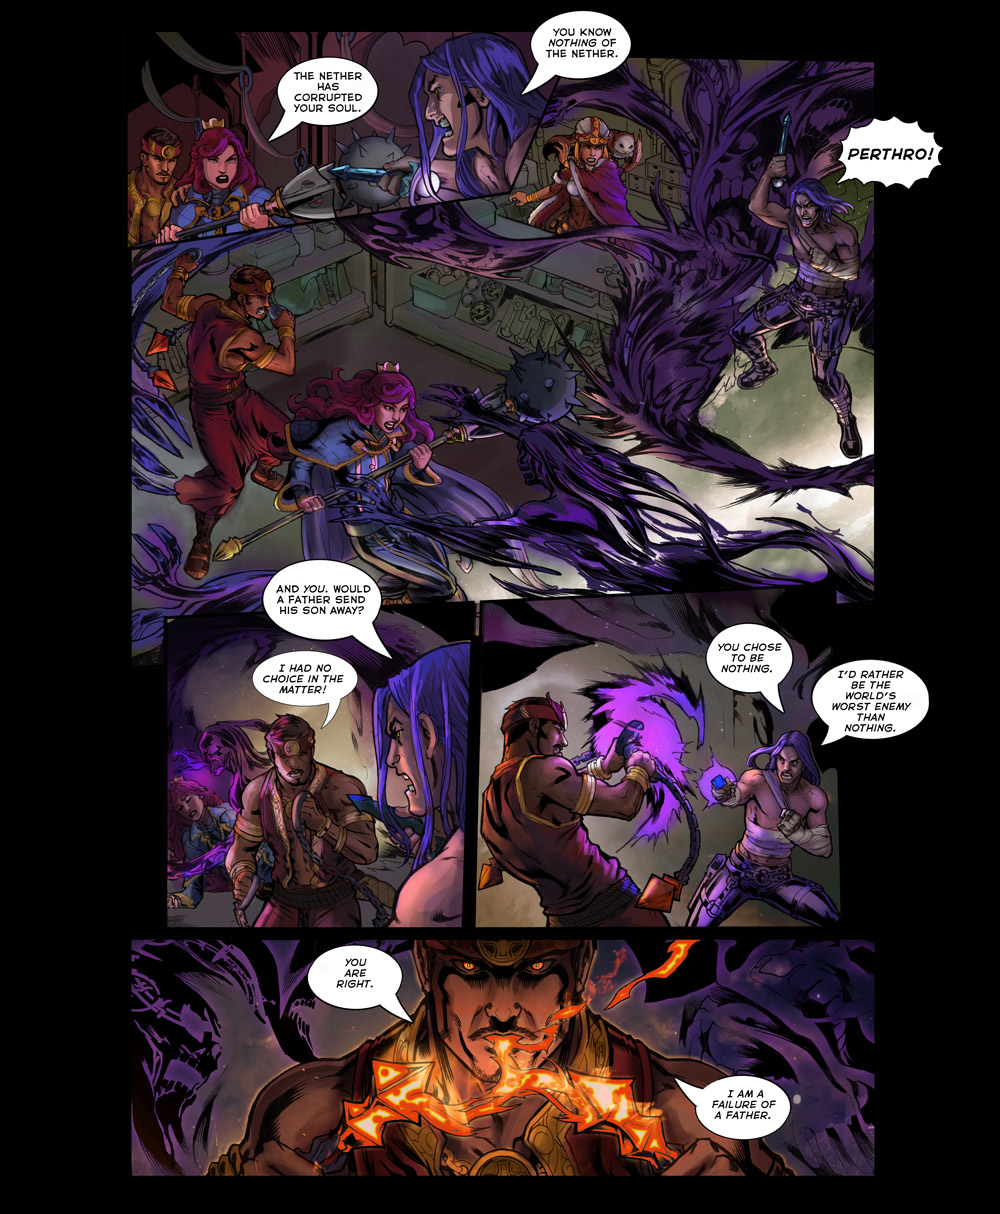 THE NETHER
HAS
CORRUPTED
YOUR SOUL.
YOU KNOW
NOTHING OF
THE NETHER.
PERTHRO!
AND YOU. WOULD
A FATHER SEND
HIS SON AWAY?
I HAD NO
CHOICE IN THE
MATTER!
YOU CHOSE
TO BE
NOTHING.
I'D RATHER
BE THE
WORLD'S
WORST ENEMY
THAN
NOTHING.
YOU
ARE
RIGHT.
I AM A
FAILURE OF
A FATHER.